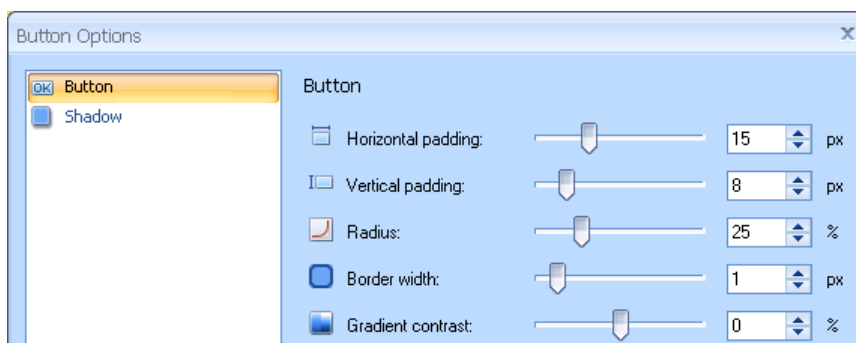 Button Options x
OK Button
Shadow
Button
Horizontal padding: 15 px
Vertical padding: 8 px
Radius: 25 %
Border width: 1 px
Gradient contrast: 0 %